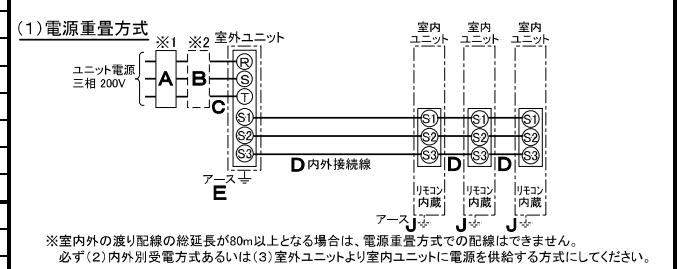 (1)電源重畳方式
※1 ※2 室外ユニット
室内ユニット 室内ユニット 室内ユニット
ユニット電源
三相 200V
A B C
R
S
T
S1 S1 S1 S1
S2 S2 S2 S2
S3 S3 S3 S3
D 内外接続線 D D
アース
E
リモコン内蔵 リモコン内蔵 リモコン内蔵
アース J J J
※室内外の渡り配線の総延長が80m以上となる場合は、電源重畳方式での配線はできません。
必ず(2)内外別受電方式あるいは(3)室外ユニットより室内ユニットに電源を供給する方式にしてください。